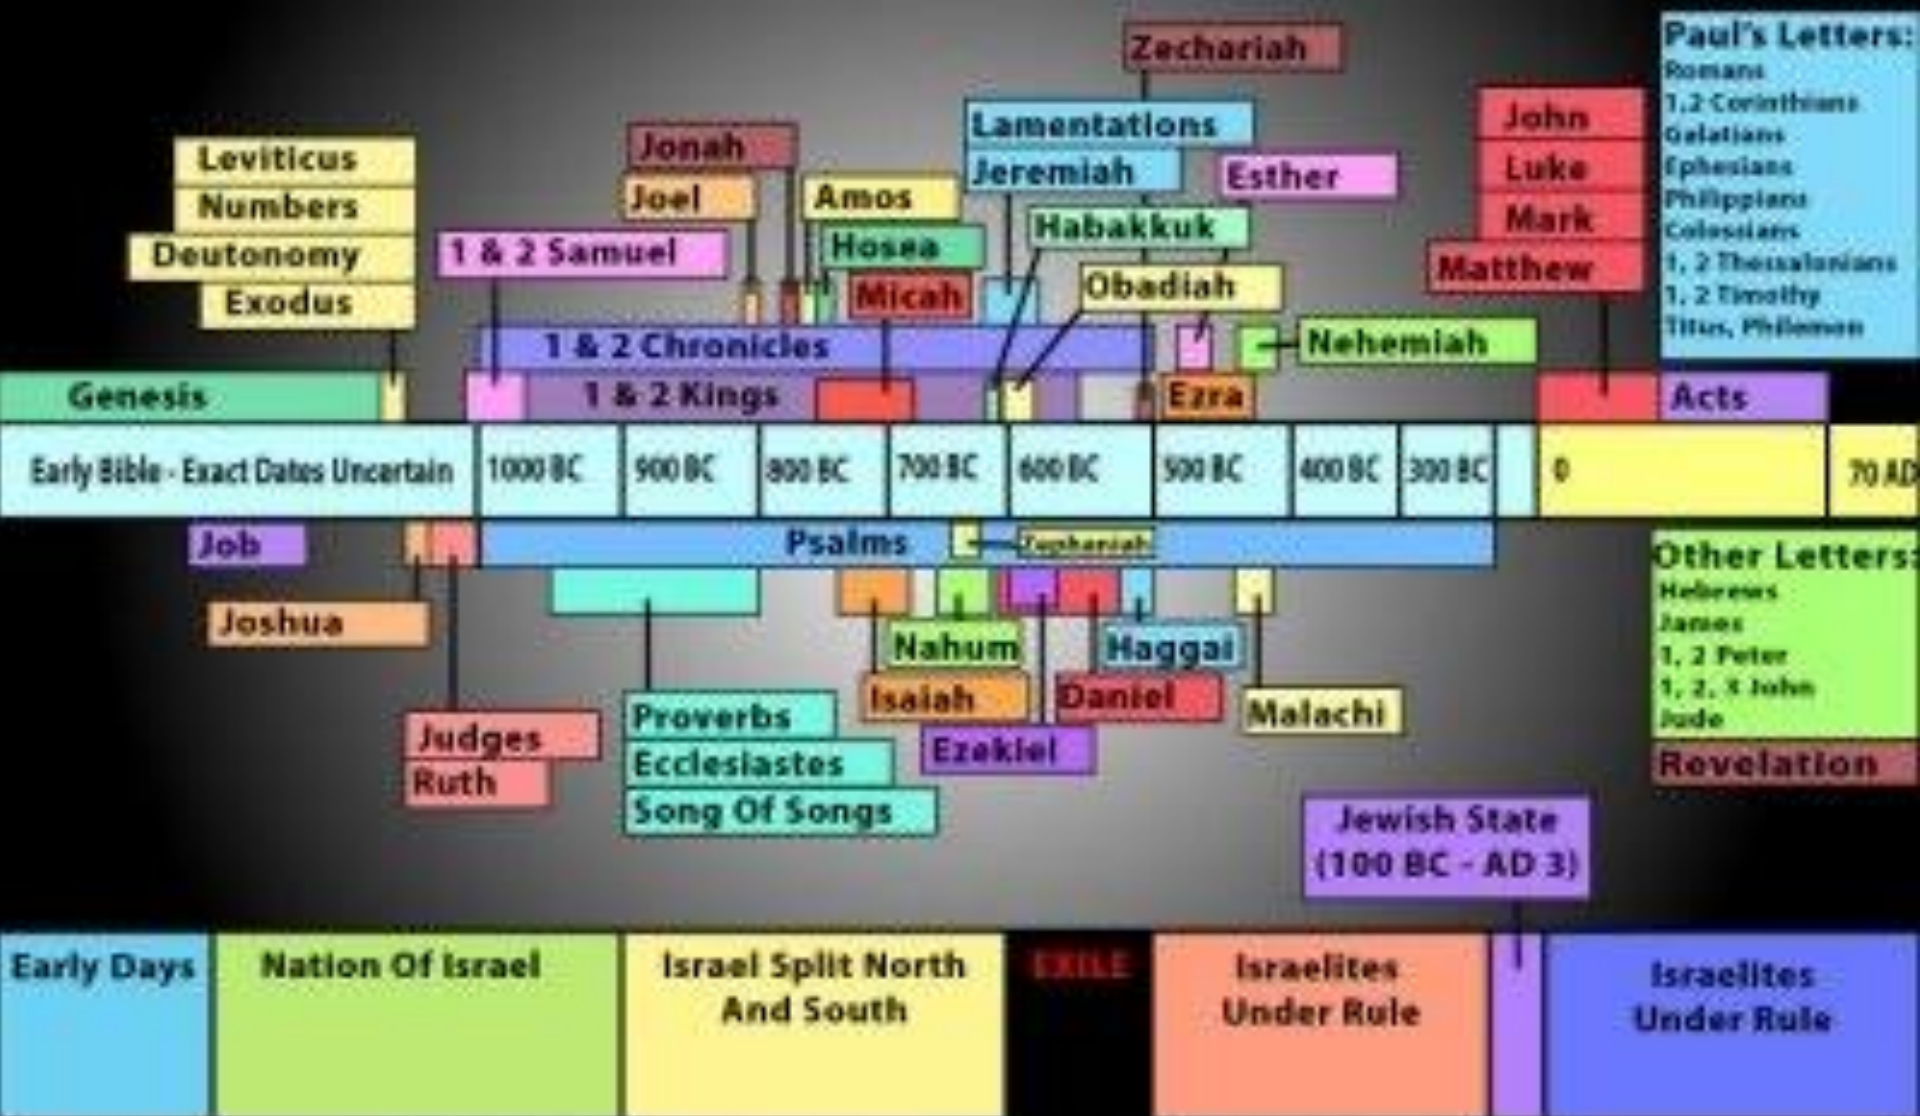 Zechariah
Paul's Letters:
Romans
1,2 Corinthians
Galatians
Ephesians
Philippians
Colossians
1, 2 Thessalonians
1, 2 Timothy
Titus, Philemon
John
Luke
Mark
Matthew
Lamentations
Jeremiah
Esther
Jonah
Joel
Amos
Hosea
Micah
Habakkuk
Obadiah
Leviticus
Numbers
Deutonomy
Exodus
1 & 2 Samuel
1 & 2 Chronicles
Nehemiah
Genesis
1 & 2 Kings
Ezra
Acts
Early Bible - Exact Dates Uncertain
1000 BC
900 BC
800 BC
700 BC
600 BC
500 BC
400 BC
300 BC
0
70 AD
Job
Psalms
Zephaniah
Joshua
Nahum
Haggai
Isaiah
Daniel
Malachi
Ezekiel
Judges
Ruth
Proverbs
Ecclesiastes
Song Of Songs
Other Letters:
Hebrews
James
1, 2 Peter
1, 2, 3 John
Jude
Revelation
Jewish State
(100 BC - AD 3)
Early Days
Nation Of Israel
Israel Split North
And South
EXILE
Israelites
Under Rule
Israelites
Under Rule